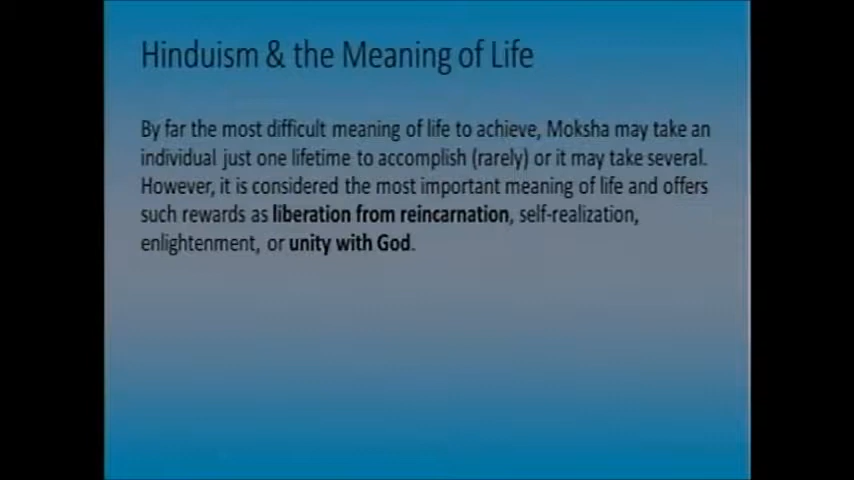 Hinduism & the Meaning of Life
By far the most difficult meaning of life to achieve, Moksha may take an
individual just one lifetime to accomplish (rarely) or it may take several.
However, it is considered the most important meaning of life and offers
such rewards as liberation from reincarnation, self-realization,
enlightenment, or unity with God.